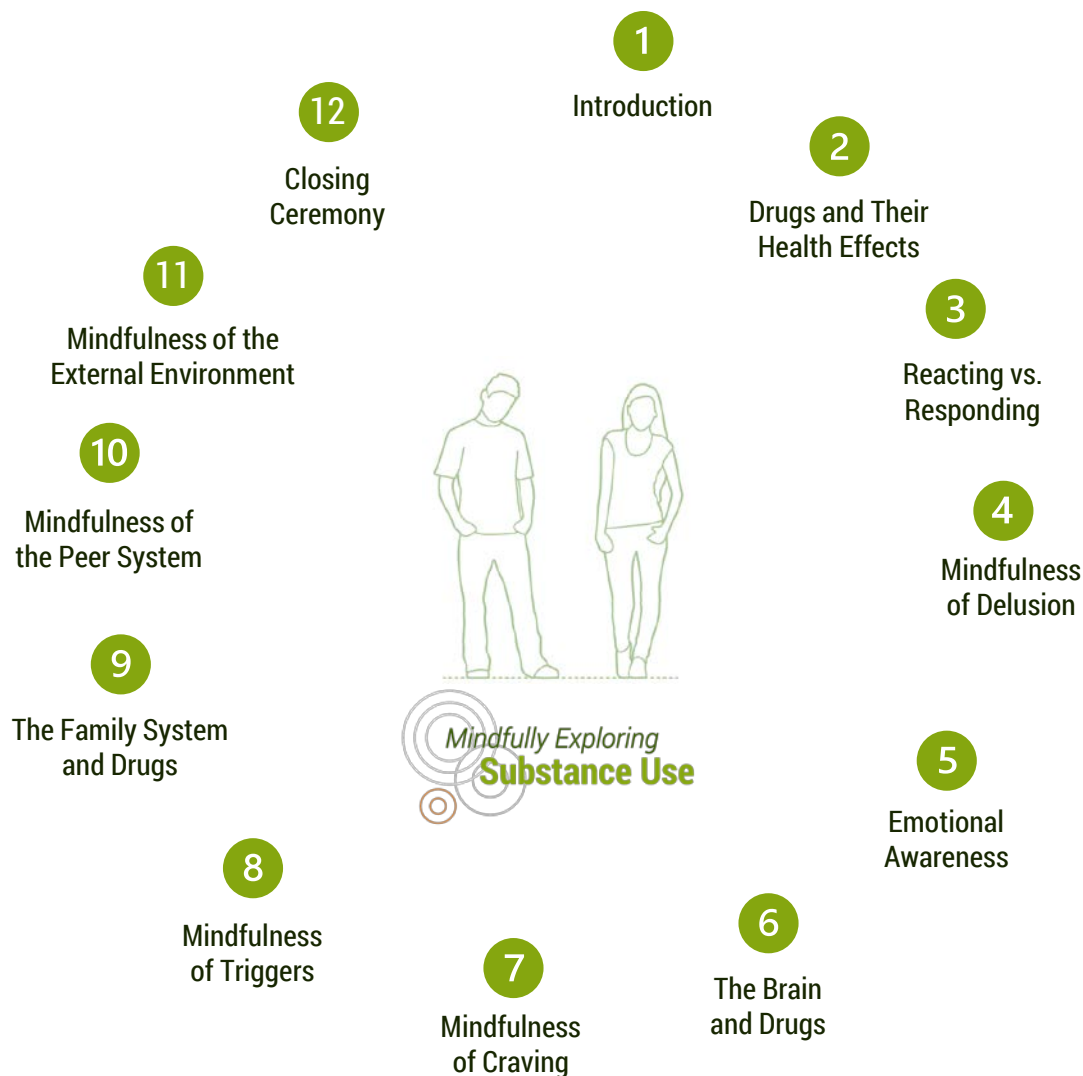 1
Introduction
2
Drugs and Their
Health Effects
3
Reacting vs.
Responding
4
Mindfulness
of Delusion
5
Emotional
Awareness
6
The Brain
and Drugs
7
Mindfulness
of Craving
8
Mindfulness
of Triggers
9
The Family System
and Drugs
10
Mindfulness of
the Peer System
11
Mindfulness of the
External Environment
12
Closing
Ceremony
Mindfully Exploring
Substance Use